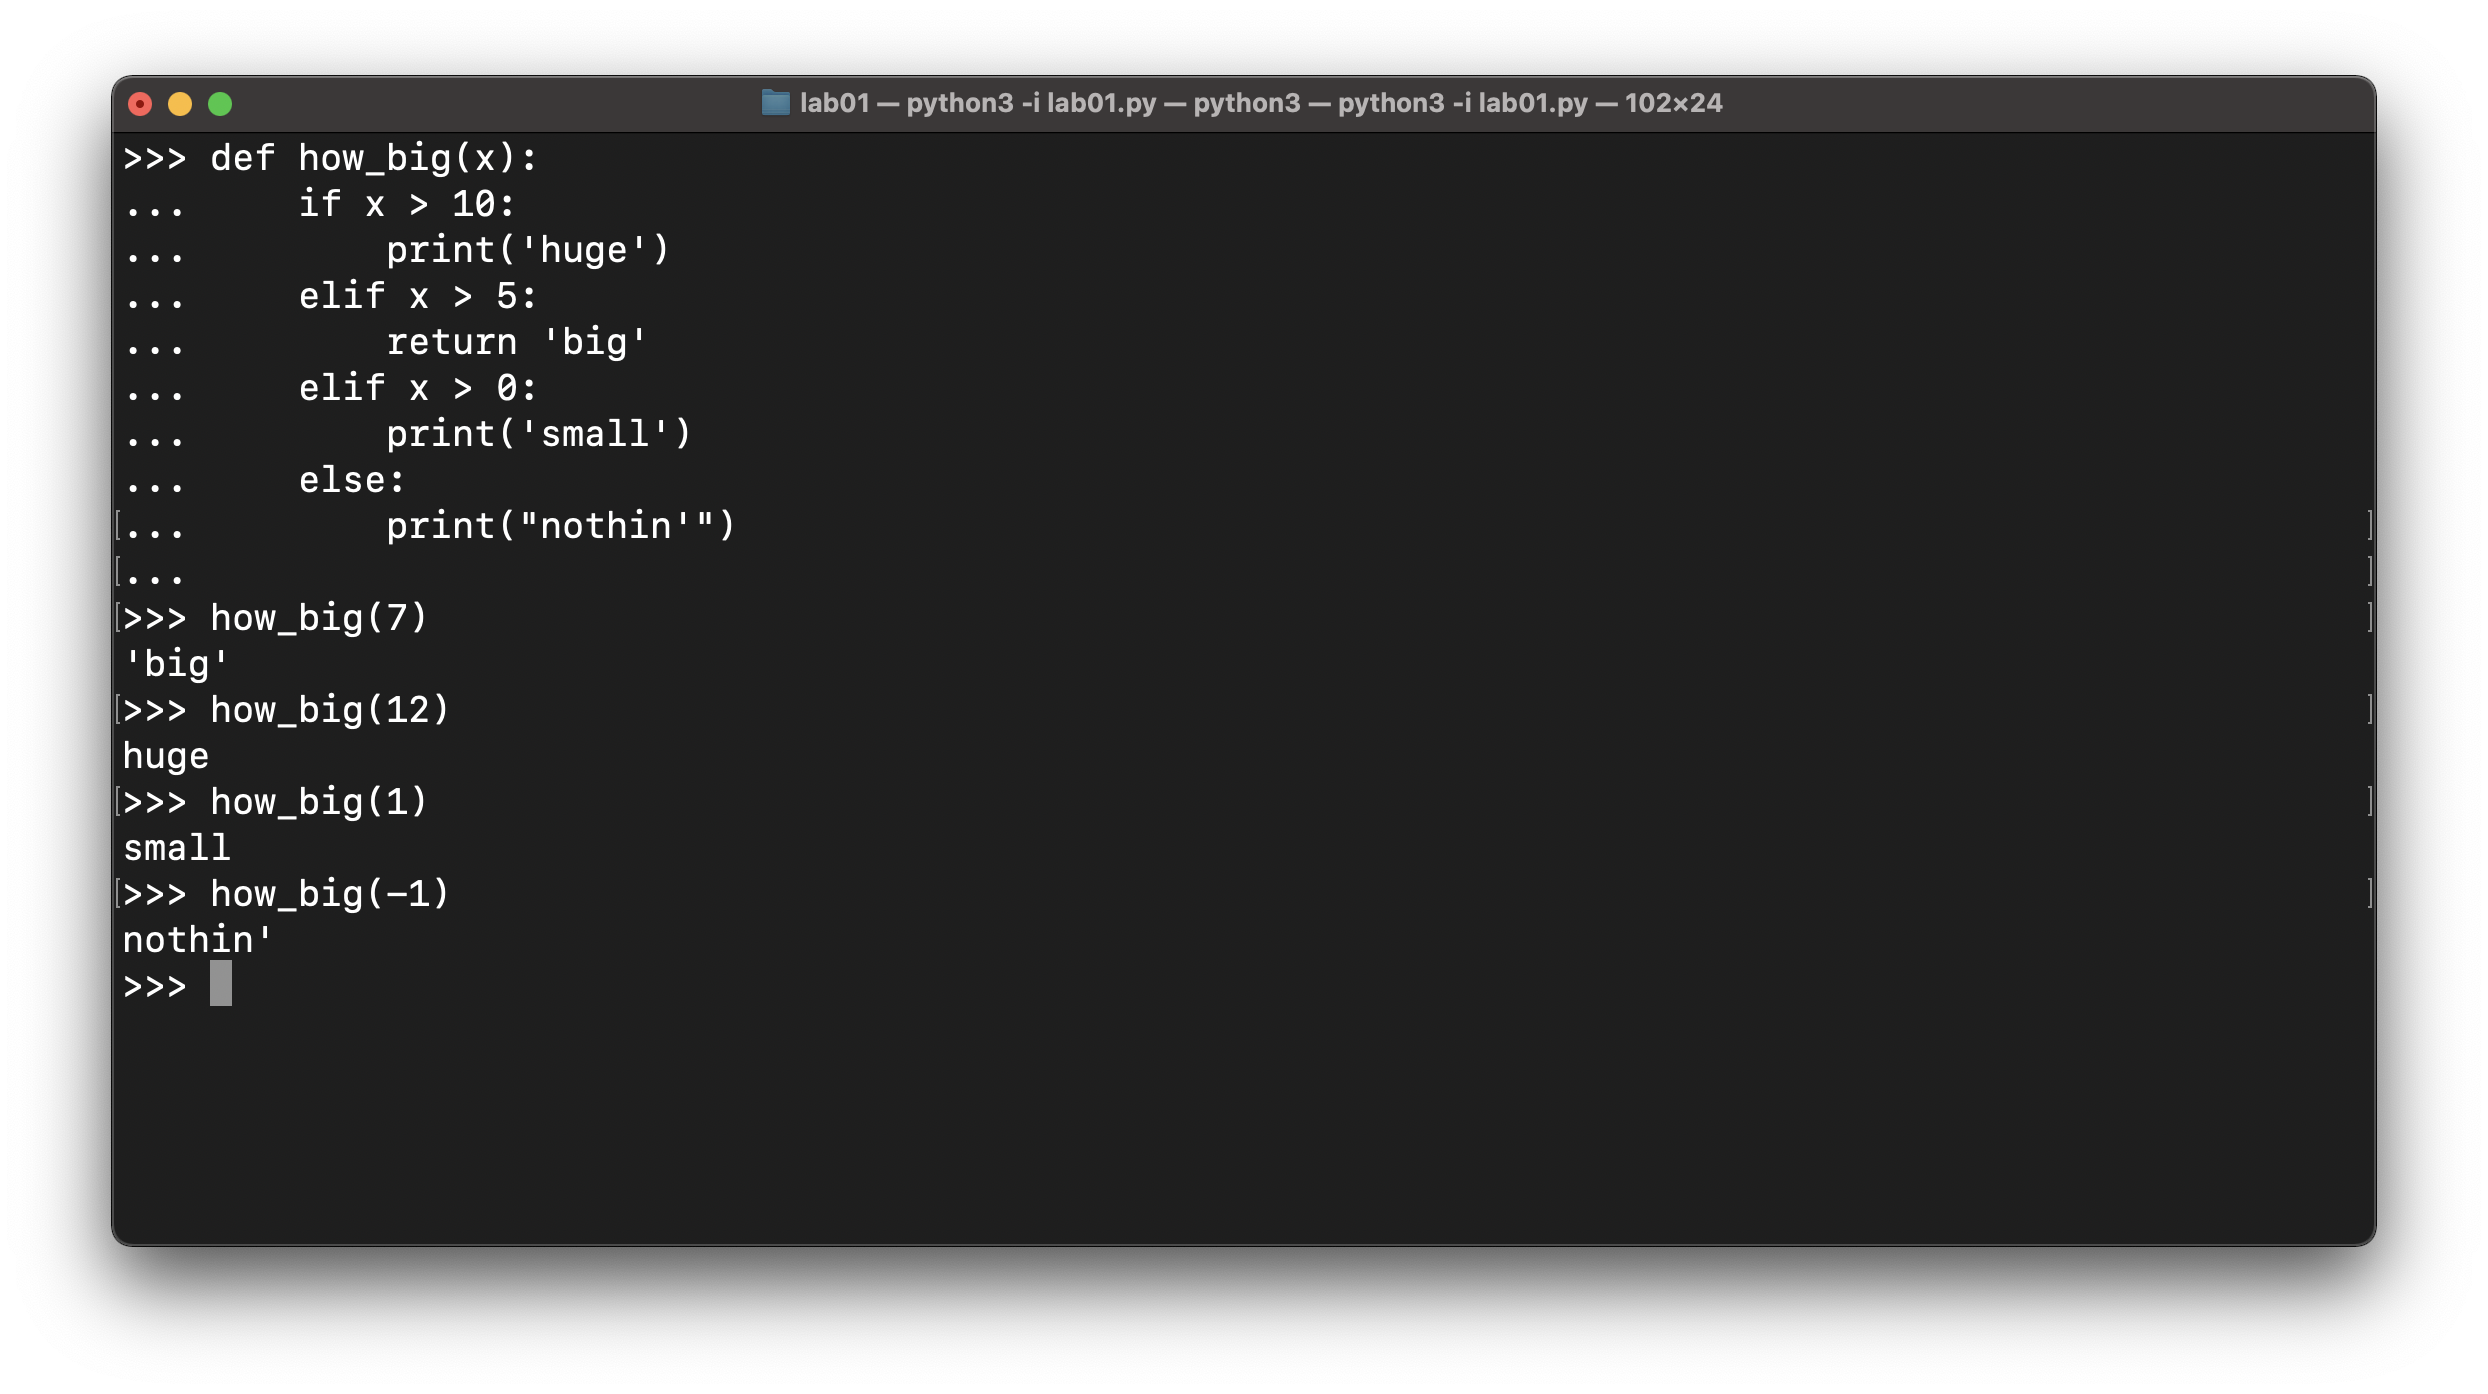 lab01 — python3 -i lab01.py — python3 — python3 -i lab01.py — 102×24
>>> def how_big(x):
...     if x > 10:
...         print('huge')
...     elif x > 5:
...         return 'big'
...     elif x > 0:
...         print('small')
...     else:
[...         print("nothin'")]
[...]
[>>> how_big(7)]
'big'
[>>> how_big(12)]
huge
[>>> how_big(1)]
small
[>>> how_big(-1)]
nothin'
>>>